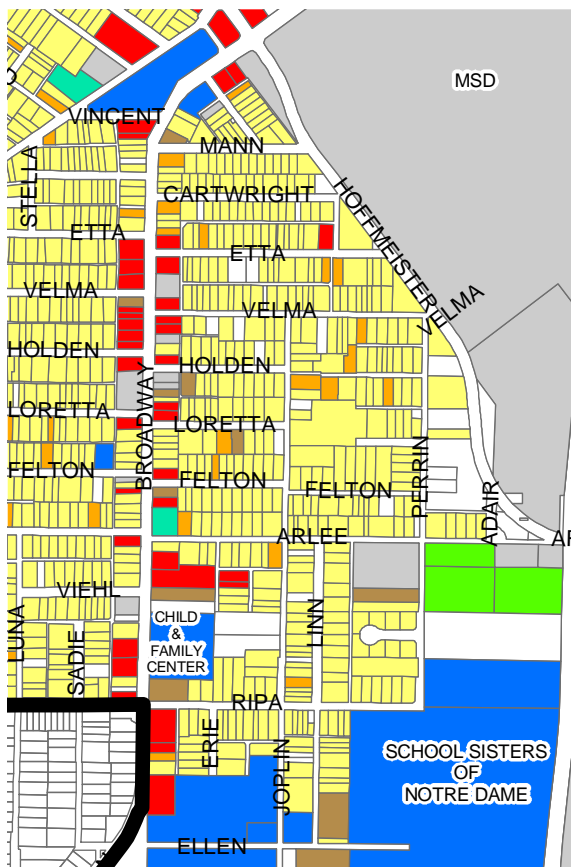 MSD
VINCENT
MANN
STELLA
CARTWRIGHT
HOFFMEISTER
ETTA
ETTA
VELMA
VELMA
VELMA
HOLDEN
HOLDEN
BROADWAY
LORETTA
LORETTA
FELTON
FELTON
FELTON
PERRIN
ADAIR
ARLEE
VIEHL
LUNA
SADIE
CHILD
&
FAMILY
CENTER
LINN
RIPA
ERIE
JOPLIN
SCHOOL SISTERS
OF
NOTRE DAME
ELLEN